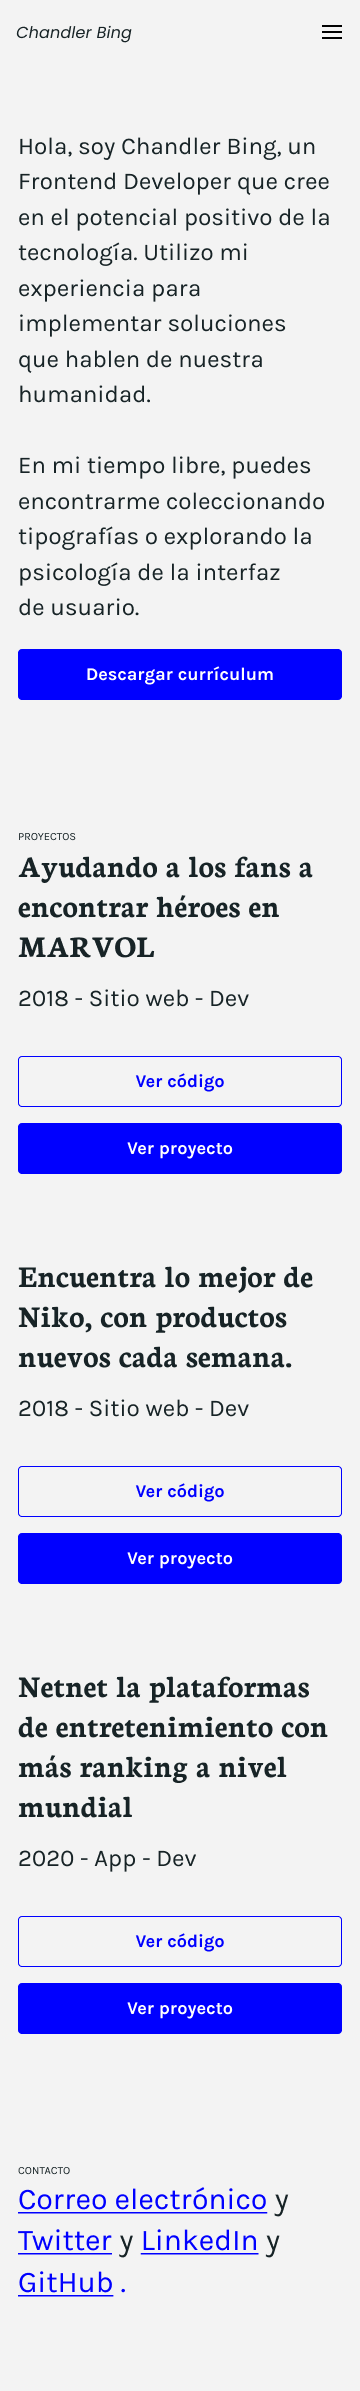 Chandler Bing
Hola, soy Chandler Bing, un
Frontend Developer que cree
en el potencial positivo de la
tecnología. Utilizo mi
experiencia para
implementar soluciones
que hablen de nuestra
humanidad.
En mi tiempo libre, puedes
encontrarme coleccionando
tipografías o explorando la
psicología de la interfaz
de usuario.
Descargar currículum
PROYECTOS
Ayudando a los fans a
encontrar héroes en
MARVOL
2018 - Sitio web - Dev
Ver código
Ver proyecto
Encuentra lo mejor de
Niko, con productos
nuevos cada semana.
2018 - Sitio web - Dev
Ver código
Ver proyecto
Netnet la plataformas
de entretenimiento con
más ranking a nivel
mundial
2020 - App - Dev
Ver código
Ver proyecto
CONTACTO
Correo electrónico y
Twitter y LinkedIn y
GitHub .